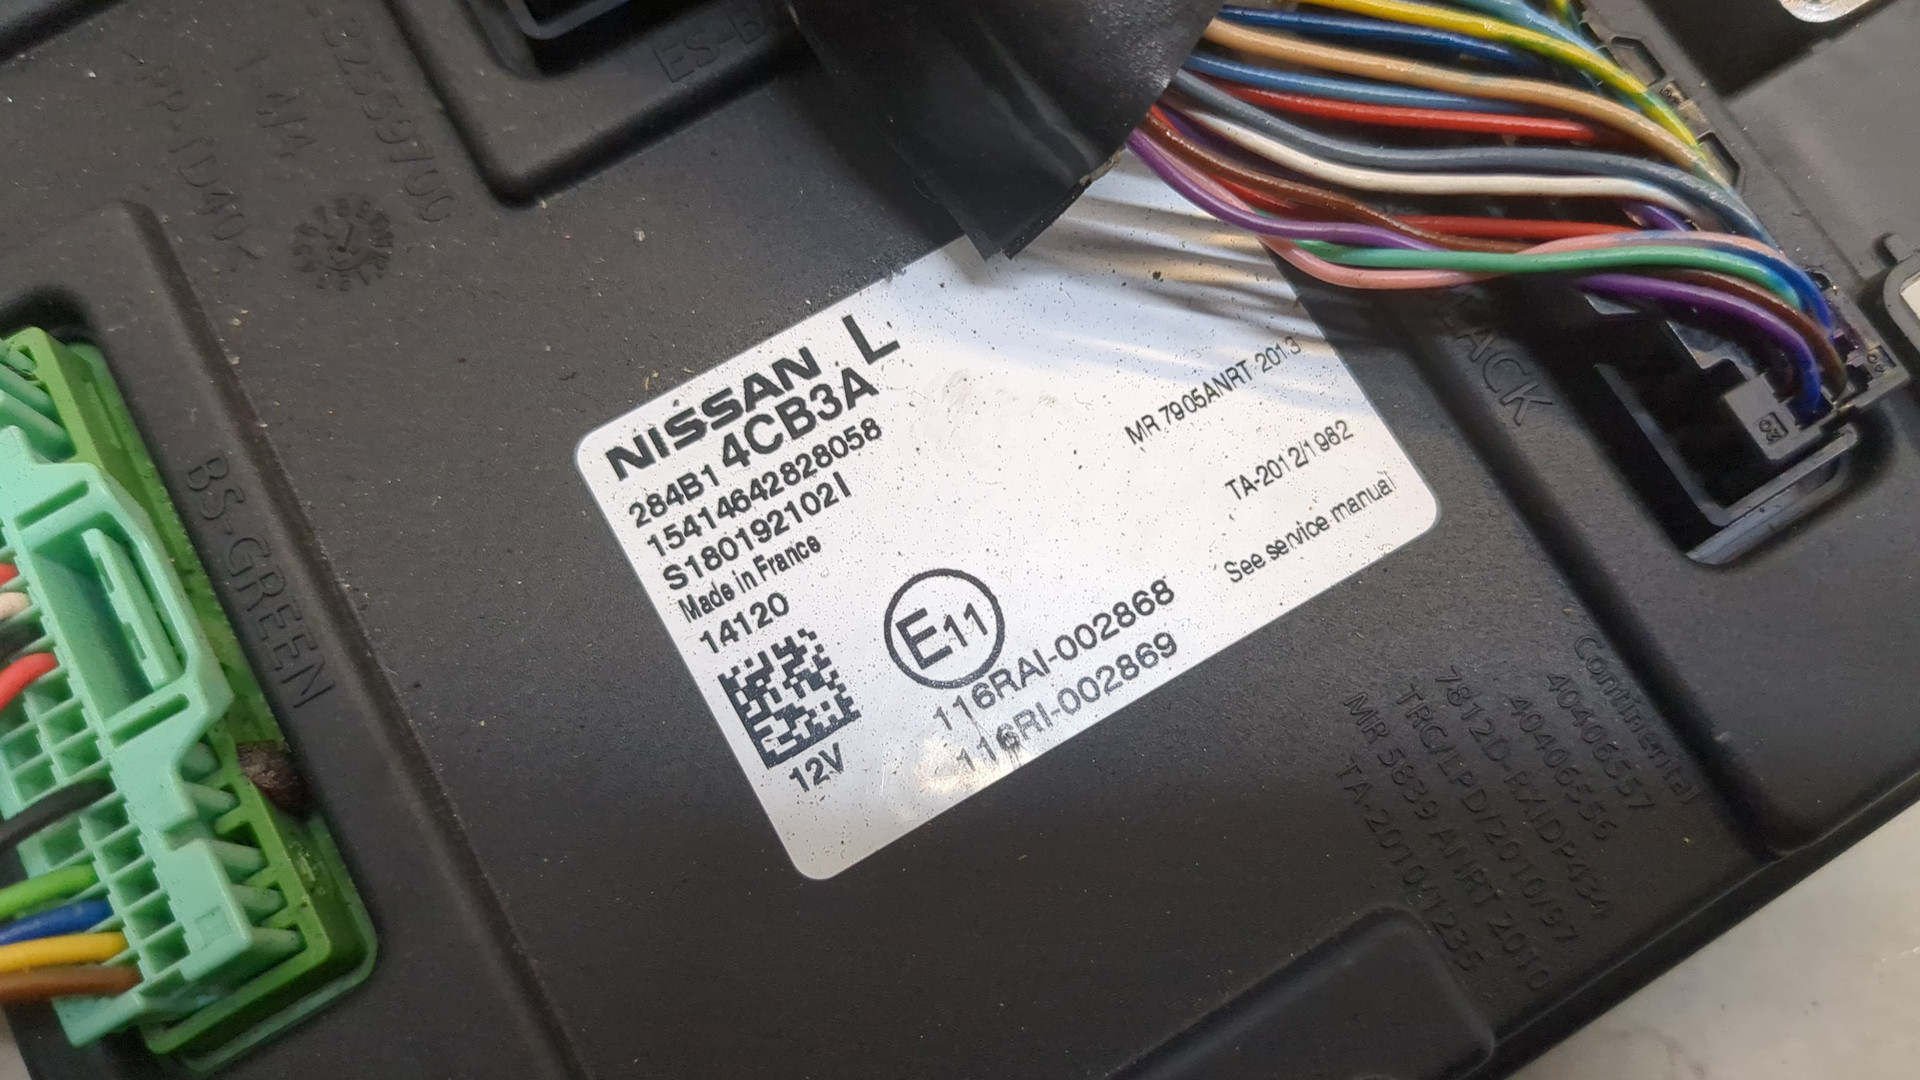 NISSAN L
284B1 4CB3A
1541464282805​8
S180192102I
Made in France
14120
12V
E11
116RAI-002868
116RI-002869
MR 7905ANRT 2013
TA-2012/1982
See service manual
BS-GREEN
Continental
40406557
40406556
TRC/LPD/2010/97
MR 5839 ANRT 2010
TA-2010/1235